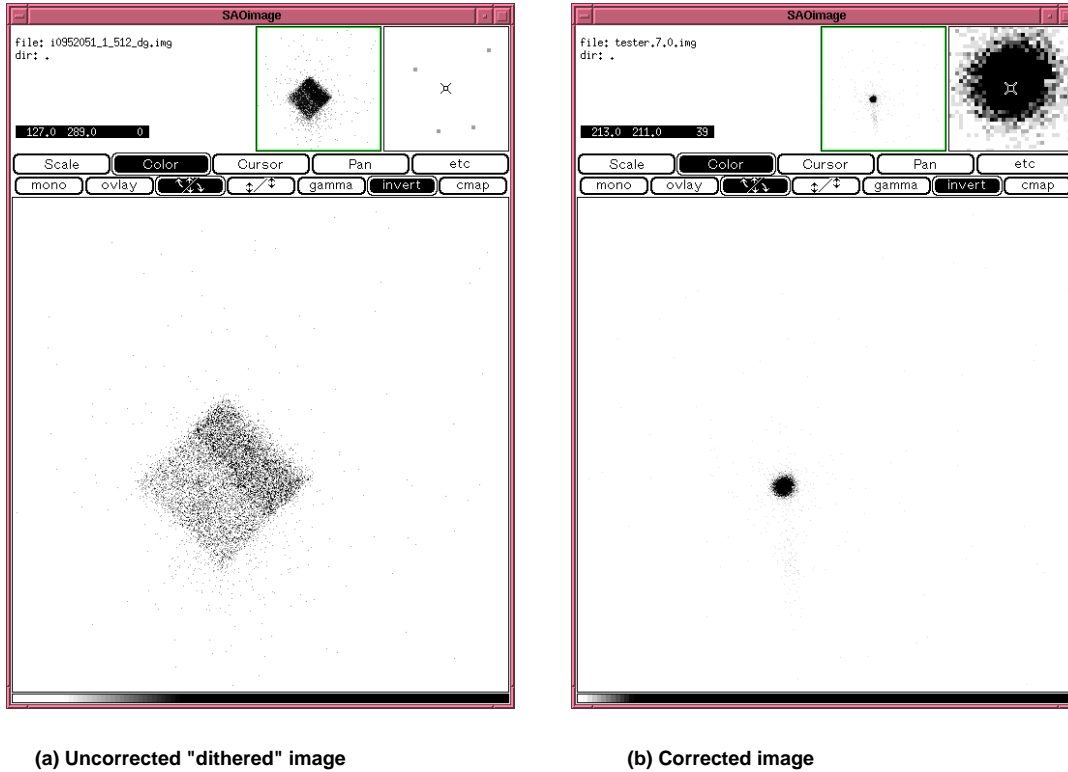 SAOimage
file: i0952051_1_512_dg.img
dir: .
127.0 289.0 0
Scale Color Cursor Pan etc
mono ovlay gamma invert cmap
(a) Uncorrected "dithered" image
SAOimage
file: tester.7.0.img
dir: .
213.0 211.0 39
Scale Color Cursor Pan etc
mono ovlay gamma invert cmap
(b) Corrected image